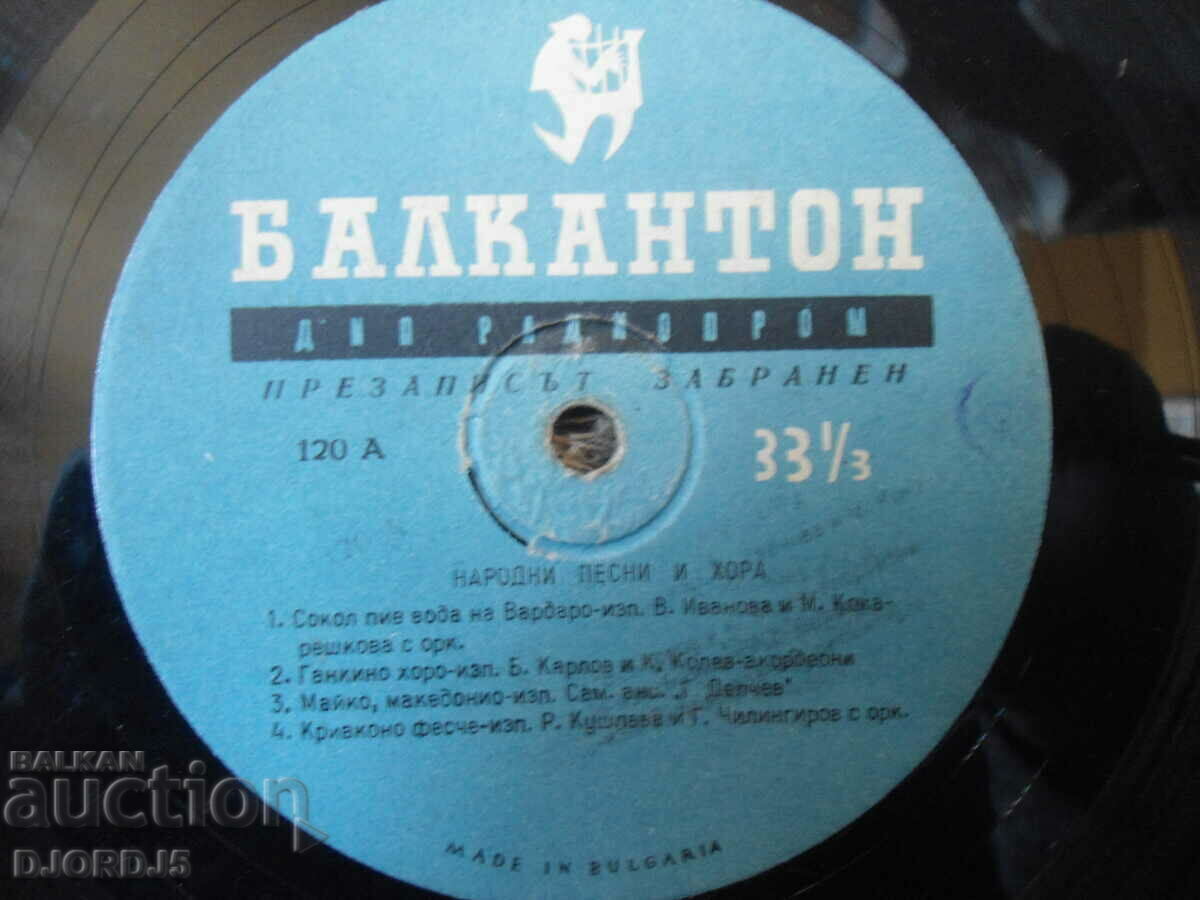 БАЛКАНТОН
ДИП РАДИОПРОМ
ПРЕЗАПИСЪТ ЗАБРАНЕН
120 А
33⅓
НАРОДНИ ПЕСНИ И ХОРА
1. Сокол пие вода на Вардаро-изп. В. Иванова и М. Кока-
решкова с орк.
2. Ганкино хоро-изп. Б. Карлов и К. Колев-акордеони
3. Майко, македонио-изп. Сам. анс. "Г. Делчев"
4. Криваконо фесче-изп. Р. Кушлева и Г. Чилингиров с орк.
MADE IN BULGARIA
BALKAN
auction
DJORDJ5